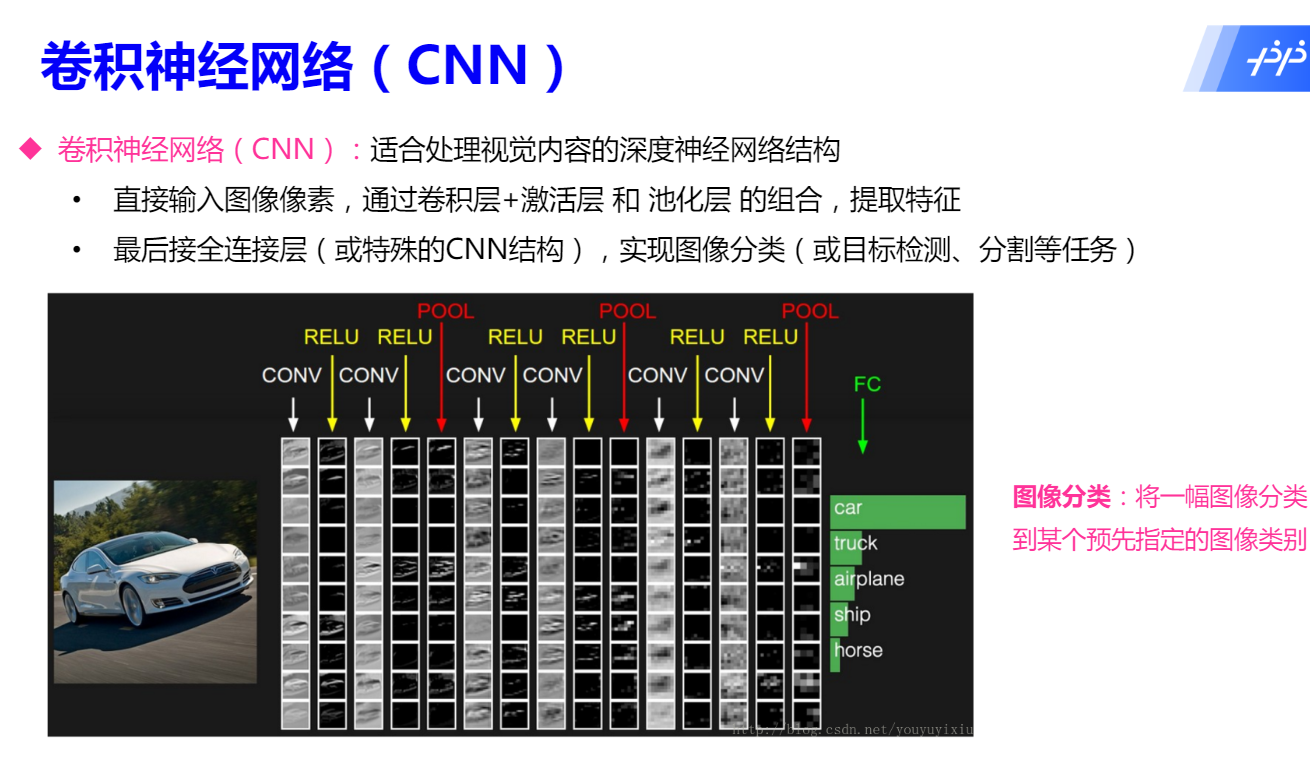 卷积神经网络（CNN）
卷积神经网络（CNN）：适合处理视觉内容的深度神经网络结构
• 直接输入图像像素，通过卷积层+激活层 和 池化层 的组合，提取特征
• 最后接全连接层（或特殊的CNN结构），实现图像分类（或目标检测、分割等任务）
POOL POOL POOL
RELU RELU RELU RELU RELU RELU
CONV CONV CONV CONV CONV CONV
FC
car
truck
airplane
ship
horse
http://blog.csdn.net/youyuyixiu
图像分类：将一幅图像分类
到某个预先指定的图像类别